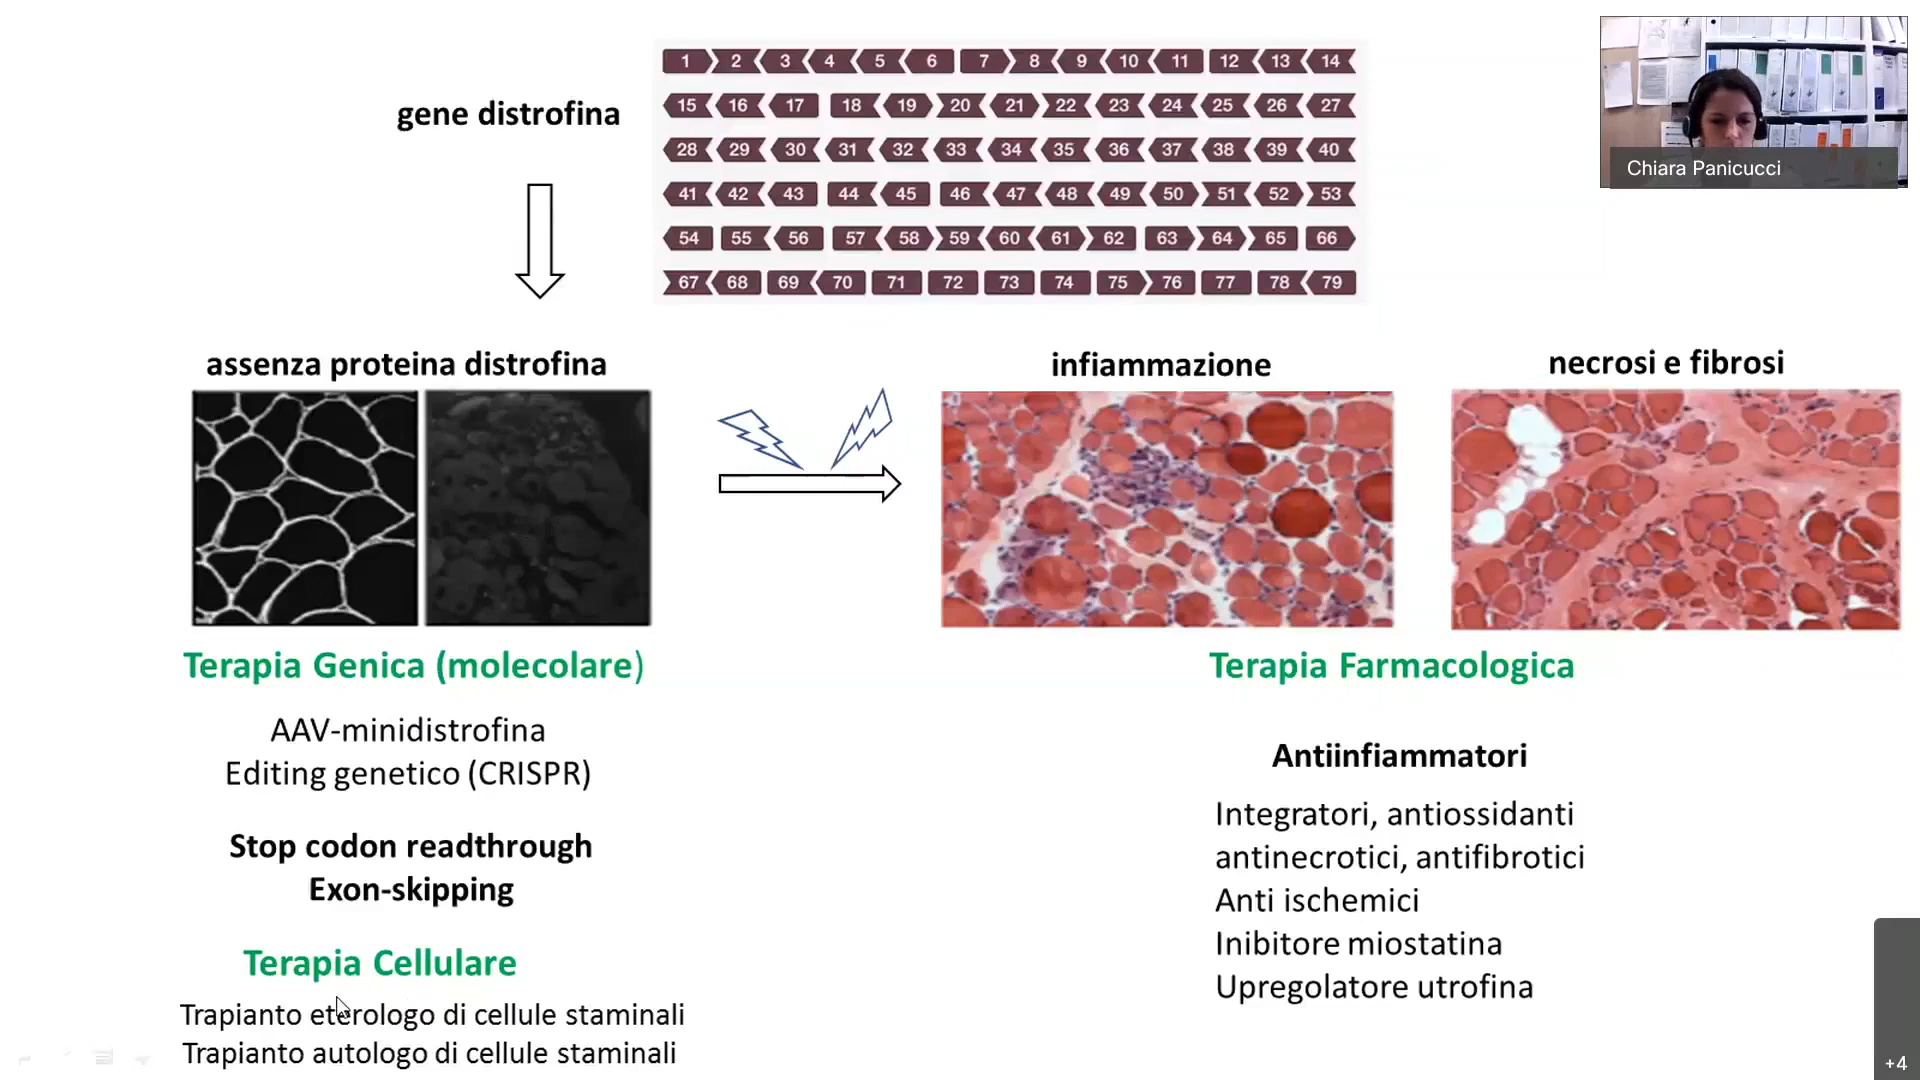 gene distrofina
1 2 3 4 5 6 7 8 9 10 11 12 13 14
15 16 17 18 19 20 21 22 23 24 25 26 27
28 29 30 31 32 33 34 35 36 37 38 39 40
41 42 43 44 45 46 47 48 49 50 51 52 53
54 55 56 57 58 59 60 61 62 63 64 65 66
67 68 69 70 71 72 73 74 75 76 77 78 79
Chiara Panicucci
assenza proteina distrofina
infiammazione
necrosi e fibrosi
Terapia Genica (molecolare)
AAV-minidistrofina
Editing genetico (CRISPR)
Stop codon readthrough
Exon-skipping
Terapia Cellulare
Trapianto eterologo di cellule staminali
Trapianto autologo di cellule staminali
Terapia Farmacologica
Antiinfiammatori
Integratori, antiossidanti
antinecrotici, antifibrotici
Anti ischemici
Inibitore miostatina
Upregolatore utrofina
+4